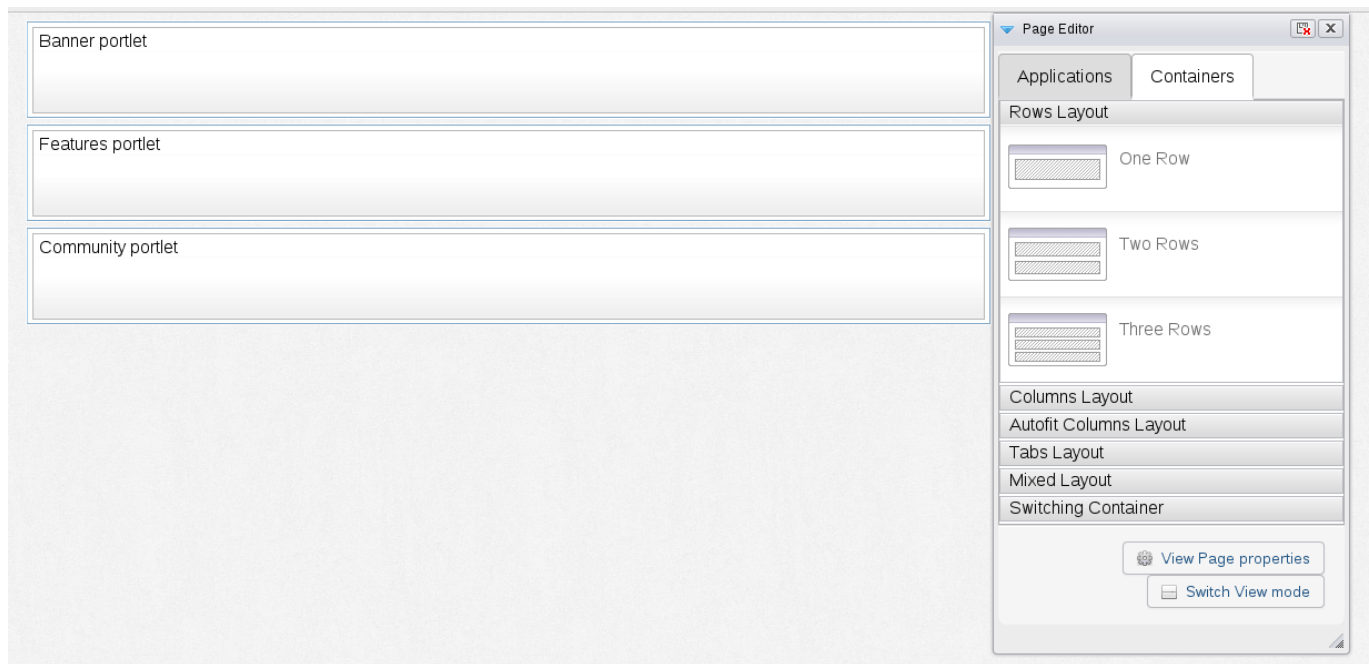 Banner portlet
Features portlet
Community portlet
Page Editor
Applications
Containers
Rows Layout
One Row
Two Rows
Three Rows
Columns Layout
Autofit Columns Layout
Tabs Layout
Mixed Layout
Switching Container
View Page properties
Switch View mode